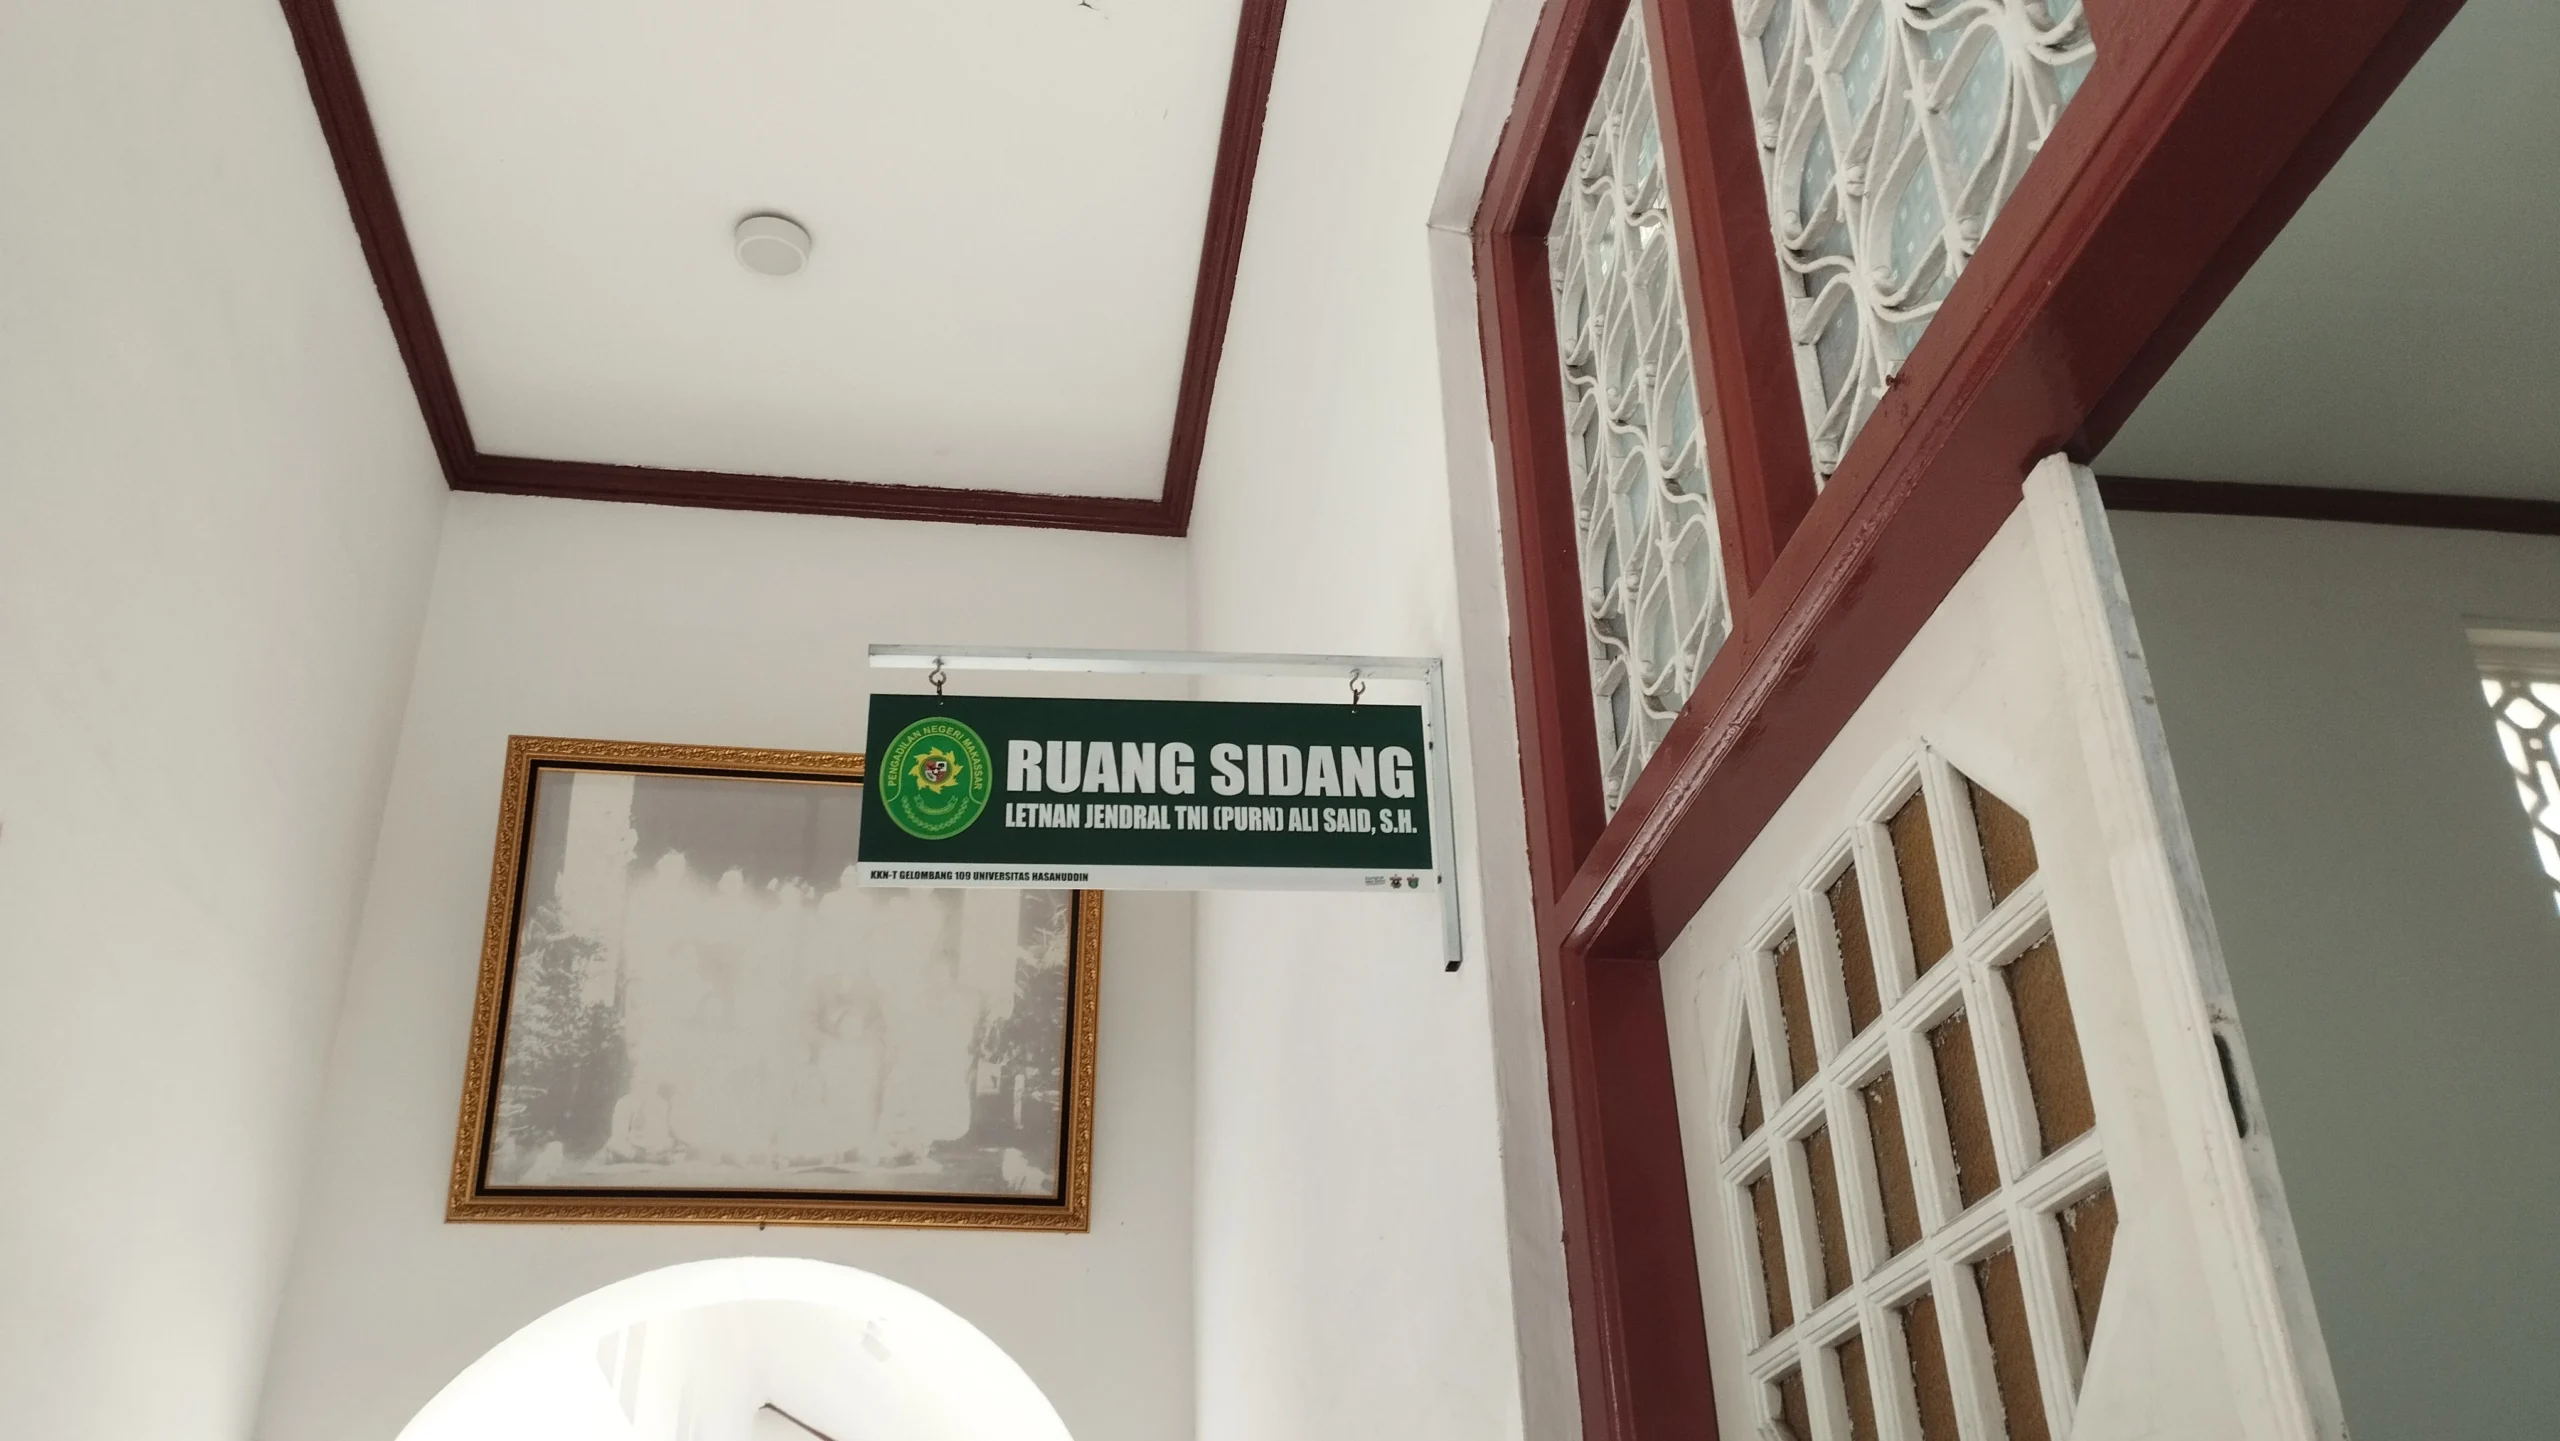 PENGADILAN NEGERI MAKASSAR
RUANG SIDANG
LETNAN JENDRAL TNI (PURN) ALI SAID, S.H.
KKN-T GELOMBANG 109 UNIVERSITAS HASANUDDIN